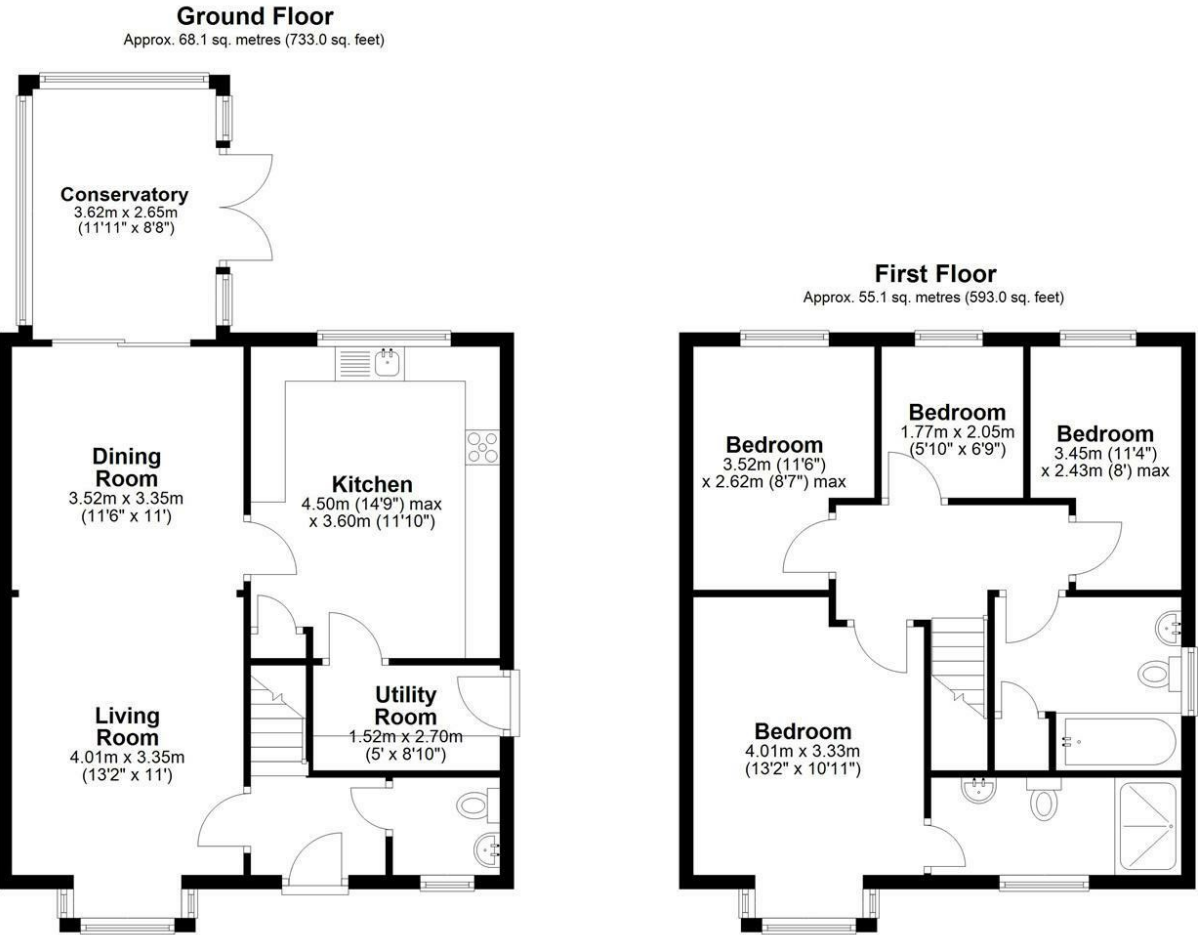 Ground Floor
Approx. 68.1 sq. metres (733.0 sq. feet)
Conservatory
3.62m x 2.65m
(11'11" x 8'8")
Dining
Room
3.52m x 3.35m
(11'6" x 11')
Kitchen
4.50m (14'9") max
x 3.60m (11'10")
Living
Room
4.01m x 3.35m
(13'2" x 11')
Utility
Room
1.52m x 2.70m
(5' x 8'10")
First Floor
Approx. 55.1 sq. metres (593.0 sq. feet)
Bedroom
3.52m (11'6")
x 2.62m (8'7") max
Bedroom
1.77m x 2.05m
(5'10" x 6'9")
Bedroom
3.45m (11'4")
x 2.43m (8') max
Bedroom
4.01m x 3.33m
(13'2" x 10'11")